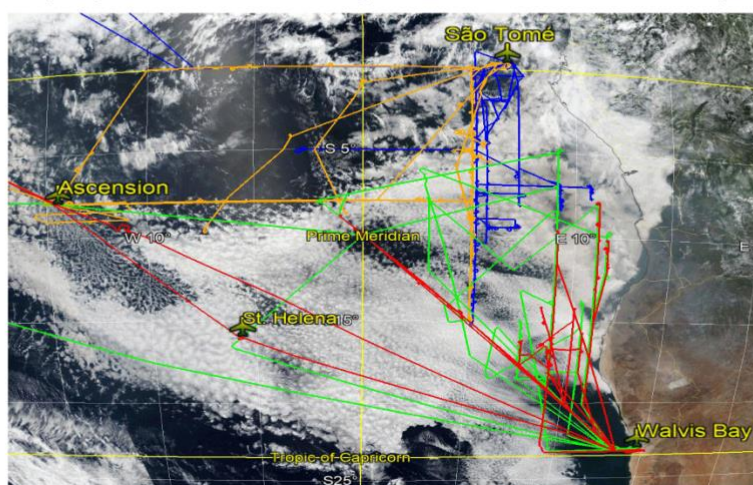 São Tomé
S 5°
Ascension
W 10°
Prime Meridian
E 10°
E
St. Helena
15°
Walvis Bay
Tropic of Capricorn
S25°